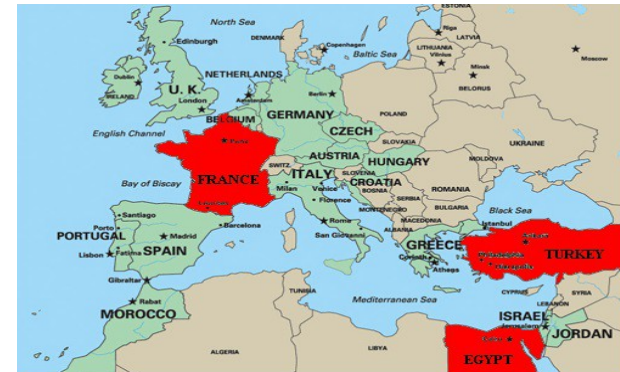 North Sea
ESTONIA
Riga
LATVIA
Moscow
Edinburgh
DENMARK
Copenhagen
Baltic Sea
LITHUANIA
Vilnius
Minsk
BELORUS
Dublin
IRELAND
U. K.
London
NETHERLANDS
Amsterdam
Berlin
BELGIUM
GERMANY
POLAND
English Channel
Paris
CZECH
SLOVAKIA
UKRAINE
Bay of Biscay
FRANCE
SWITZ.
AUSTRIA
HUNGARY
MOLDOVA
ITALY
SLOVENIA
Milan
Venice
CROATIA
BOSNIA
ROMANIA
SERBIA
Florence
MONTENEGRO
BULGARIA
Black Sea
Santiago
Barcelona
Rome
San Giovanni
MACEDONIA
ALBANIA
Istanbul
Porto
PORTUGAL
Madrid
Lisbon
Fatima
SPAIN
GREECE
Corinth
Athens
Philadelphia
TURKEY
Gibraltar
Rabat
MOROCCO
TUNISIA
Mediterranean Sea
CYPRUS
SYRIA
LEBANON
ISRAEL
Jerusalem
JORDAN
ALGERIA
LIBYA
Cairo
EGYPT